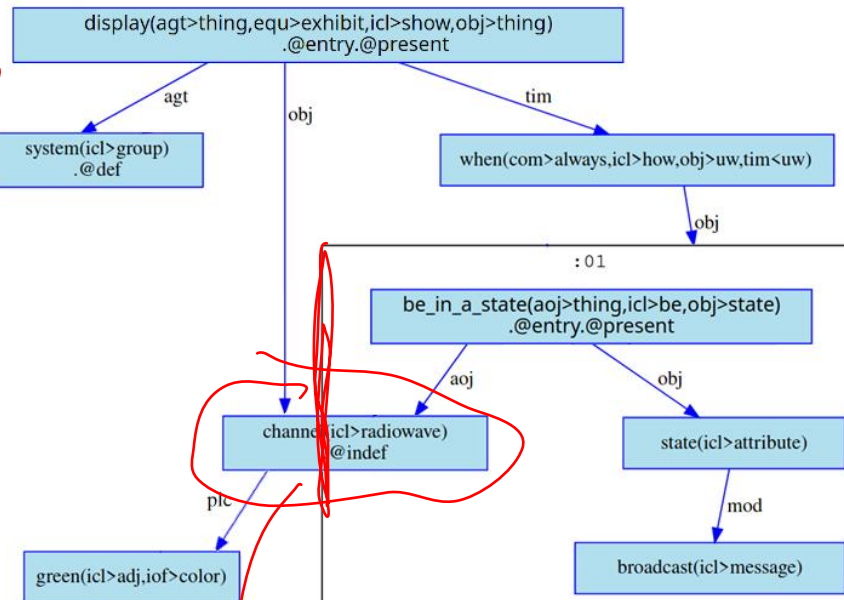 display(agt>thing,equ>exhibit,icl>show,obj>thing)
.@entry.@present
agt
obj
tim
system(icl>group)
.@def
when(com>always,icl>how,obj>uw,tim<uw)
obj
:01
be_in_a_state(aoj>thing,icl>be,obj>state)
.@entry.@present
aoj
obj
channel(icl>radiowave)
@indef
state(icl>attribute)
plc
mod
green(icl>adj,iof>color)
broadcast(icl>message)